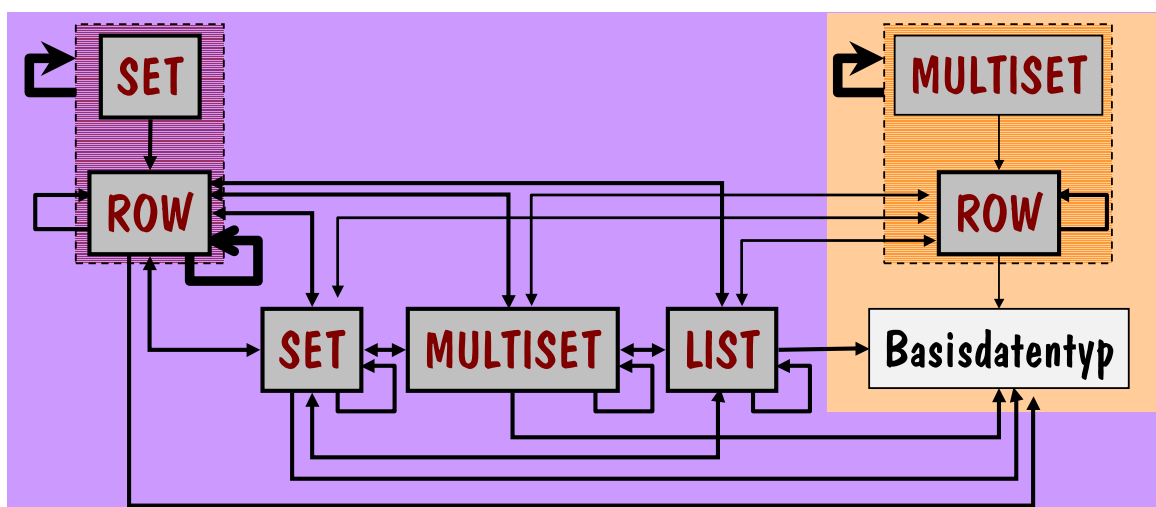 SET
MULTISET
ROW
ROW
SET
MULTISET
LIST
Basisdatentyp